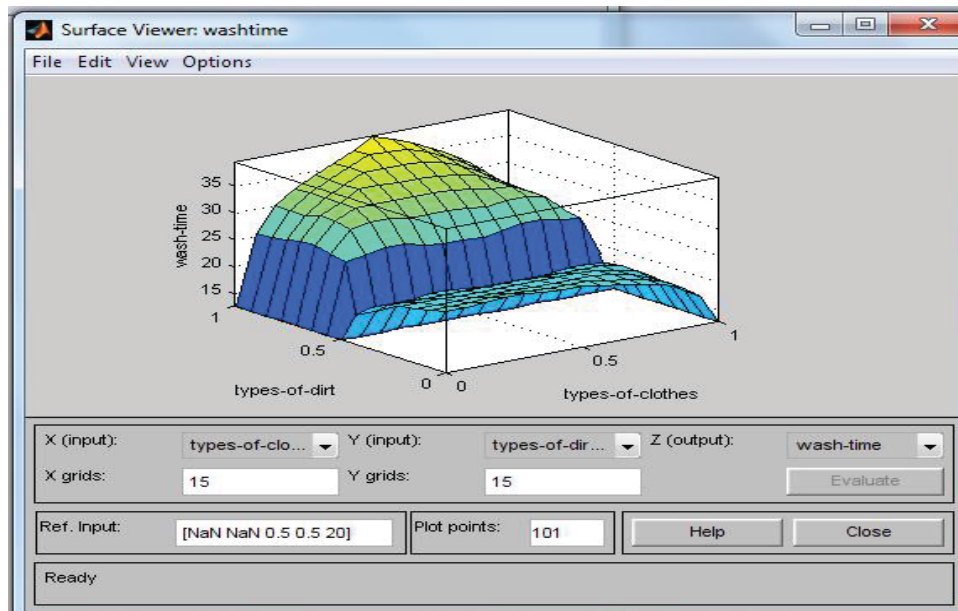 Surface Viewer: washtime
File Edit View Options
35
30
25
20
15
wash-time
1
0.5
0
types-of-dirt
0
0.5
1
types-of-clothes
X (input): types-of-clo... Y (input): types-of-dir... Z (output): wash-time
X grids: 15 Y grids: 15 Evaluate
Ref. Input: [NaN NaN 0.5 0.5 20] Plot points: 101 Help Close
Ready